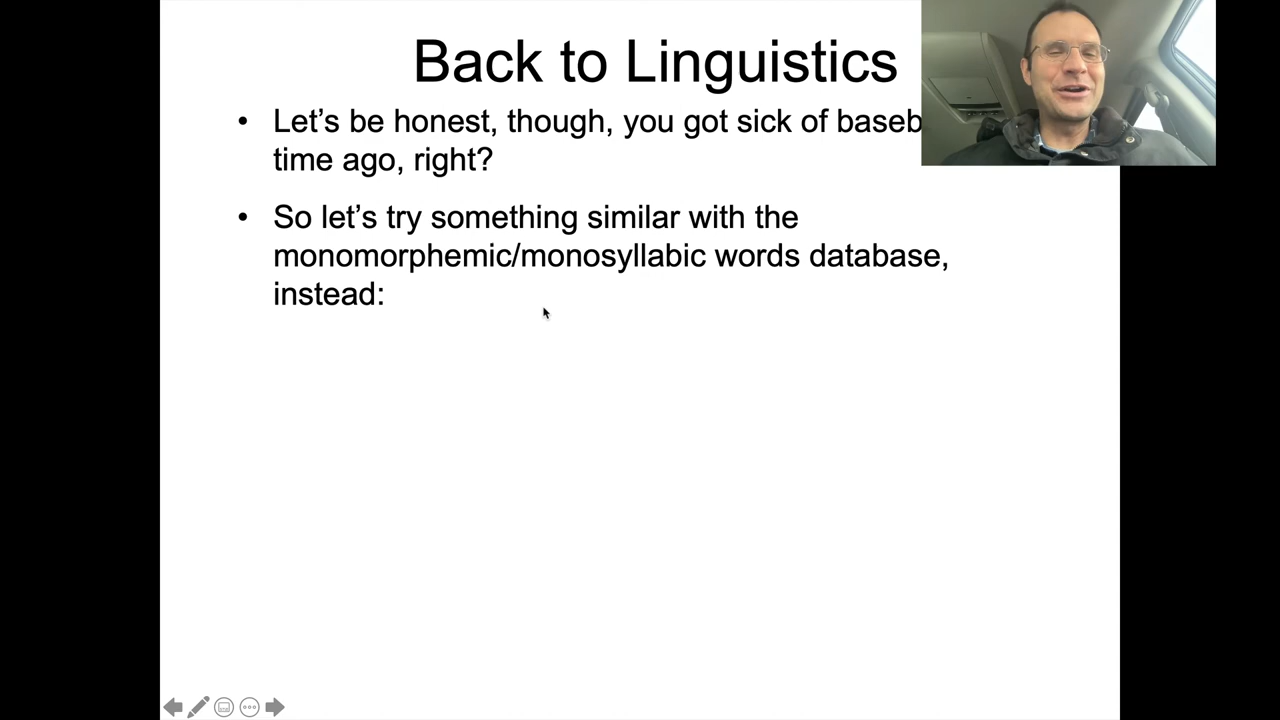 Back to Linguistics
• Let's be honest, though, you got sick of baseb
time ago, right?
• So let's try something similar with the
monomorphemic/monosyllabic words database,
instead: